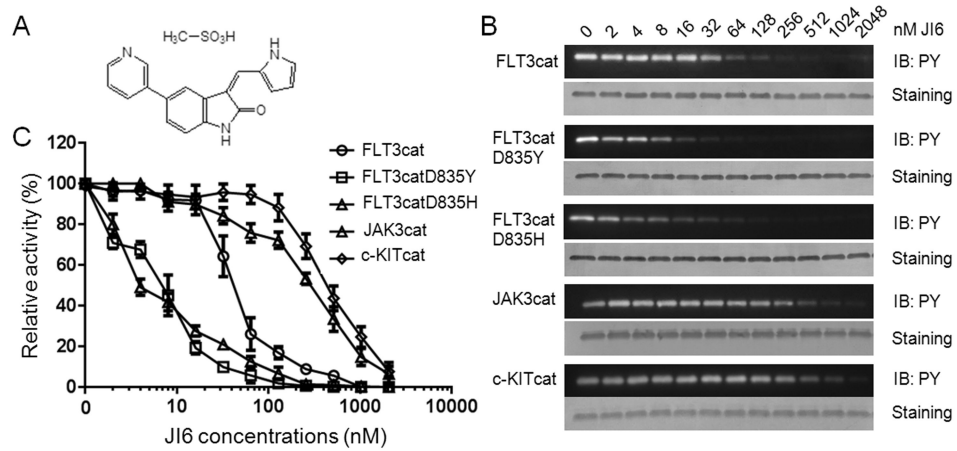 A
H₃C—SO₃H
N
H
N
O
N
H
B
0 2 4 8 16 32 64 128 256 512 1024 2048 nM JI6
FLT3cat IB: PY
Staining
FLT3cat
D835Y IB: PY
Staining
FLT3cat
D835H IB: PY
Staining
JAK3cat IB: PY
Staining
c-KITcat IB: PY
Staining
C
Relative activity (%)
120
100
80
60
40
20
0
0 10 100 1000 10000
JI6 concentrations (nM)
FLT3cat
FLT3catD835Y
FLT3catD835H
JAK3cat
c-KITcat